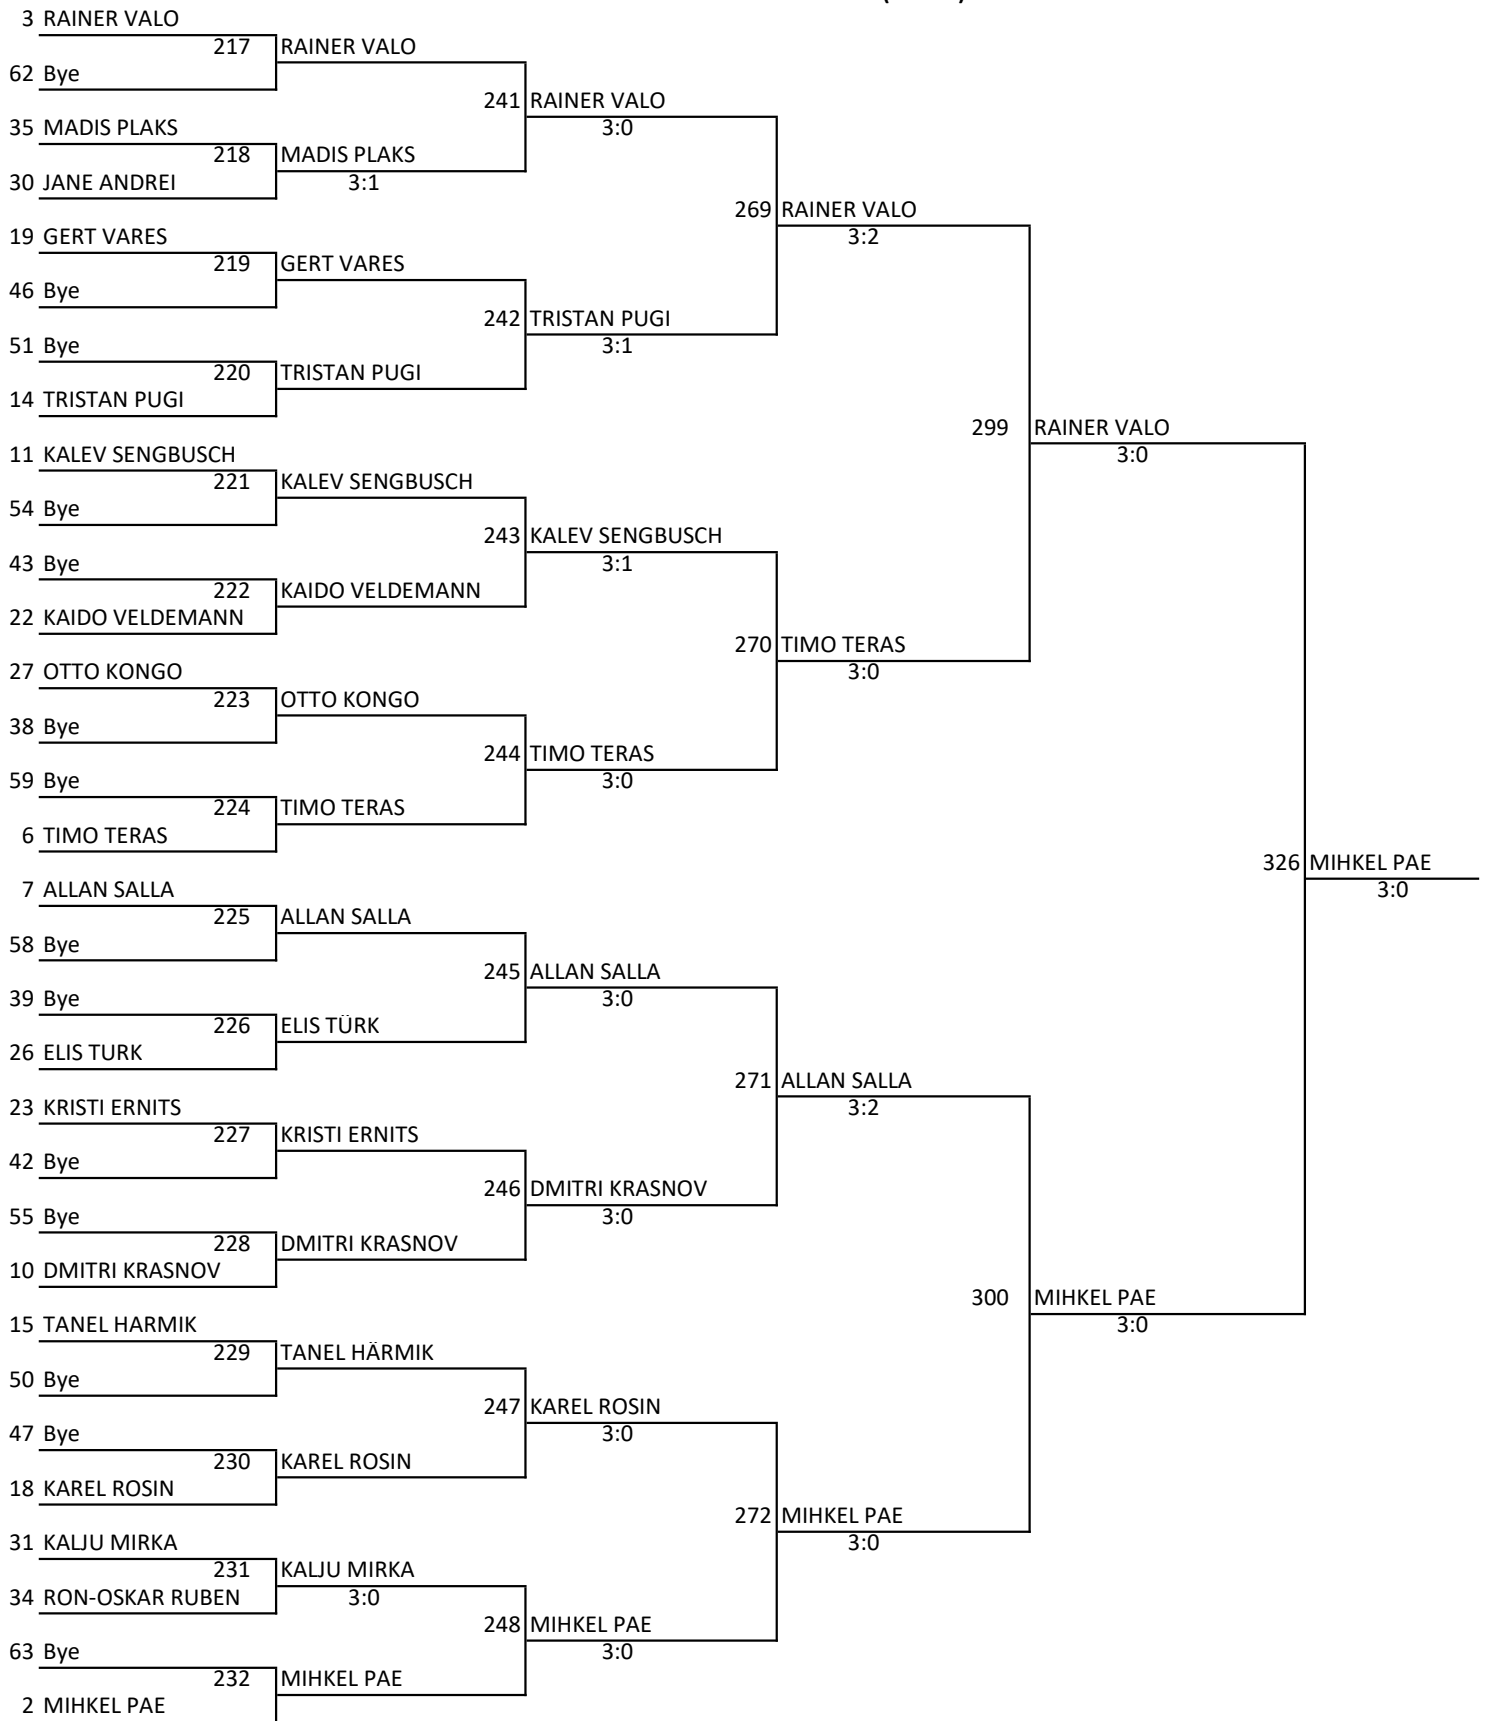 3 RAINER VALO
217 RAINER VALO
62 Bye
241 RAINER VALO
35 MADIS PLAKS
3:0
218 MADIS PLAKS
30 JANE ANDREI
3:1
269 RAINER VALO
19 GERT VARES
3:2
219 GERT VARES
46 Bye
242 TRISTAN PUGI
51 Bye
3:1
220 TRISTAN PUGI
14 TRISTAN PUGI
299 RAINER VALO
11 KALEV SENGBUSCH
3:0
221 KALEV SENGBUSCH
54 Bye
243 KALEV SENGBUSCH
43 Bye
3:1
222 KAIDO VELDEMANN
22 KAIDO VELDEMANN
270 TIMO TERAS
27 OTTO KONGO
3:0
223 OTTO KONGO
38 Bye
244 TIMO TERAS
59 Bye
3:0
224 TIMO TERAS
6 TIMO TERAS
326 MIHKEL PAE
7 ALLAN SALLA
3:0
225 ALLAN SALLA
58 Bye
245 ALLAN SALLA
39 Bye
3:0
226 ELIS TÜRK
26 ELIS TURK
271 ALLAN SALLA
23 KRISTI ERNITS
3:2
227 KRISTI ERNITS
42 Bye
246 DMITRI KRASNOV
55 Bye
3:0
228 DMITRI KRASNOV
10 DMITRI KRASNOV
300 MIHKEL PAE
15 TANEL HARMIK
3:0
229 TANEL HÄRMIK
50 Bye
247 KAREL ROSIN
47 Bye
3:0
230 KAREL ROSIN
18 KAREL ROSIN
272 MIHKEL PAE
31 KALJU MIRKA
3:0
231 KALJU MIRKA
34 RON-OSKAR RUBEN
3:0
248 MIHKEL PAE
63 Bye
3:0
232 MIHKEL PAE
2 MIHKEL PAE